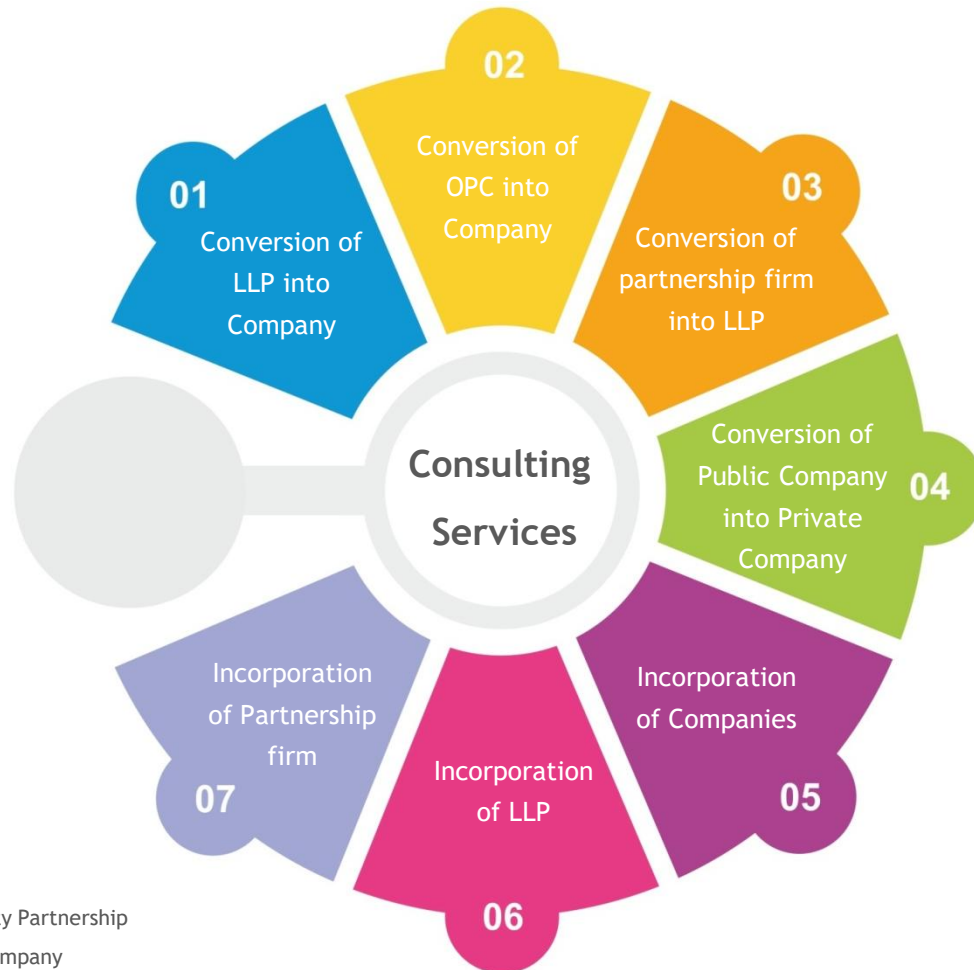 01
Conversion of
LLP into
Company
02
Conversion of
OPC into
Company
03
Conversion of
partnership firm
into LLP
04
Conversion of
Public Company
into Private
Company
05
Incorporation
of Companies
06
Incorporation
of LLP
07
Incorporation
of Partnership
firm
Consulting
Services
y Partnership
mpany